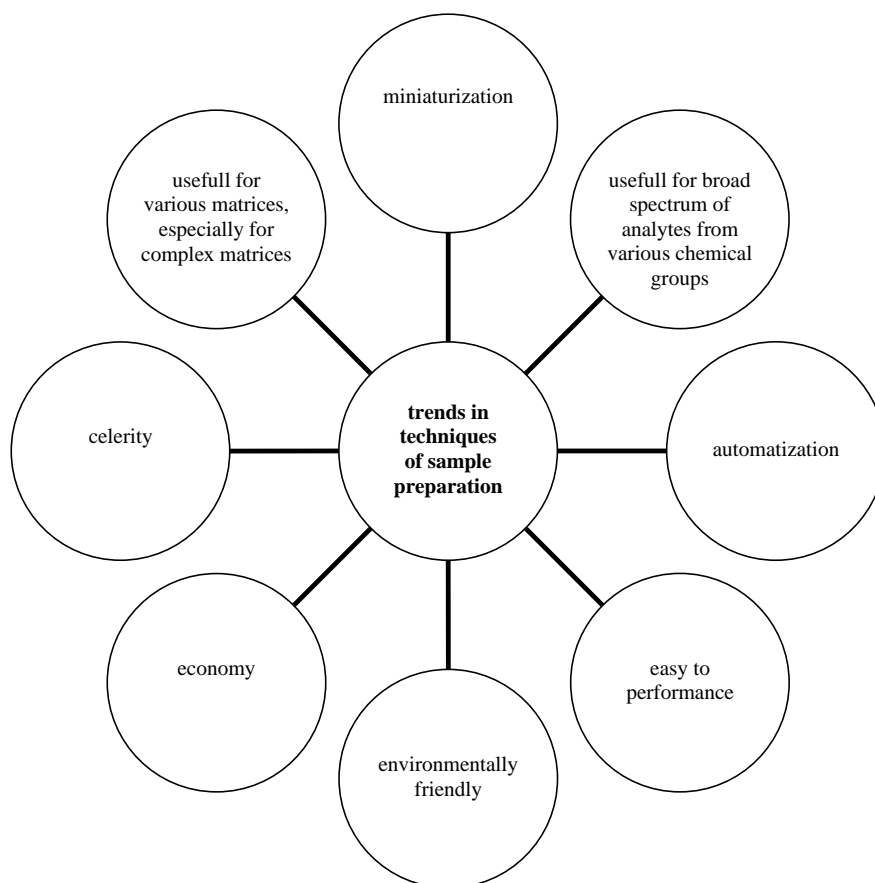 miniaturization
usefull for
various matrices,
especially for
complex matrices
usefull for broad
spectrum of
analytes from
various chemical
groups
celerity
trends in
techniques
of sample
preparation
automatization
economy
easy to
performance
environmentally
friendly